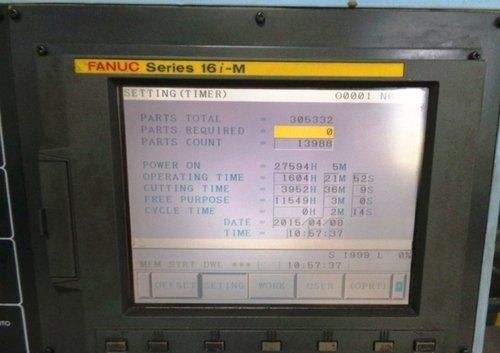 FANUC Series 16i-M
SETTING(TIMER) O0001
PARTS TOTAL = 305332
PARTS REQUIRED = 0
PARTS COUNT = 13988
POWER ON = 27594H 5M
OPERATING TIME = 1604H 21M 52S
CUTTING TIME = 3952H 36M 9S
FREE PURPOSE = 11549H 3M 0S
CYCLE TIME = 0H 2M 14S
DATE = 2015/04/08
TIME = 10:57:37
S 1999 L 0%
MEM STRT DWL *** 10:57:37
OFFSET SETING WORK USER (OPRT)